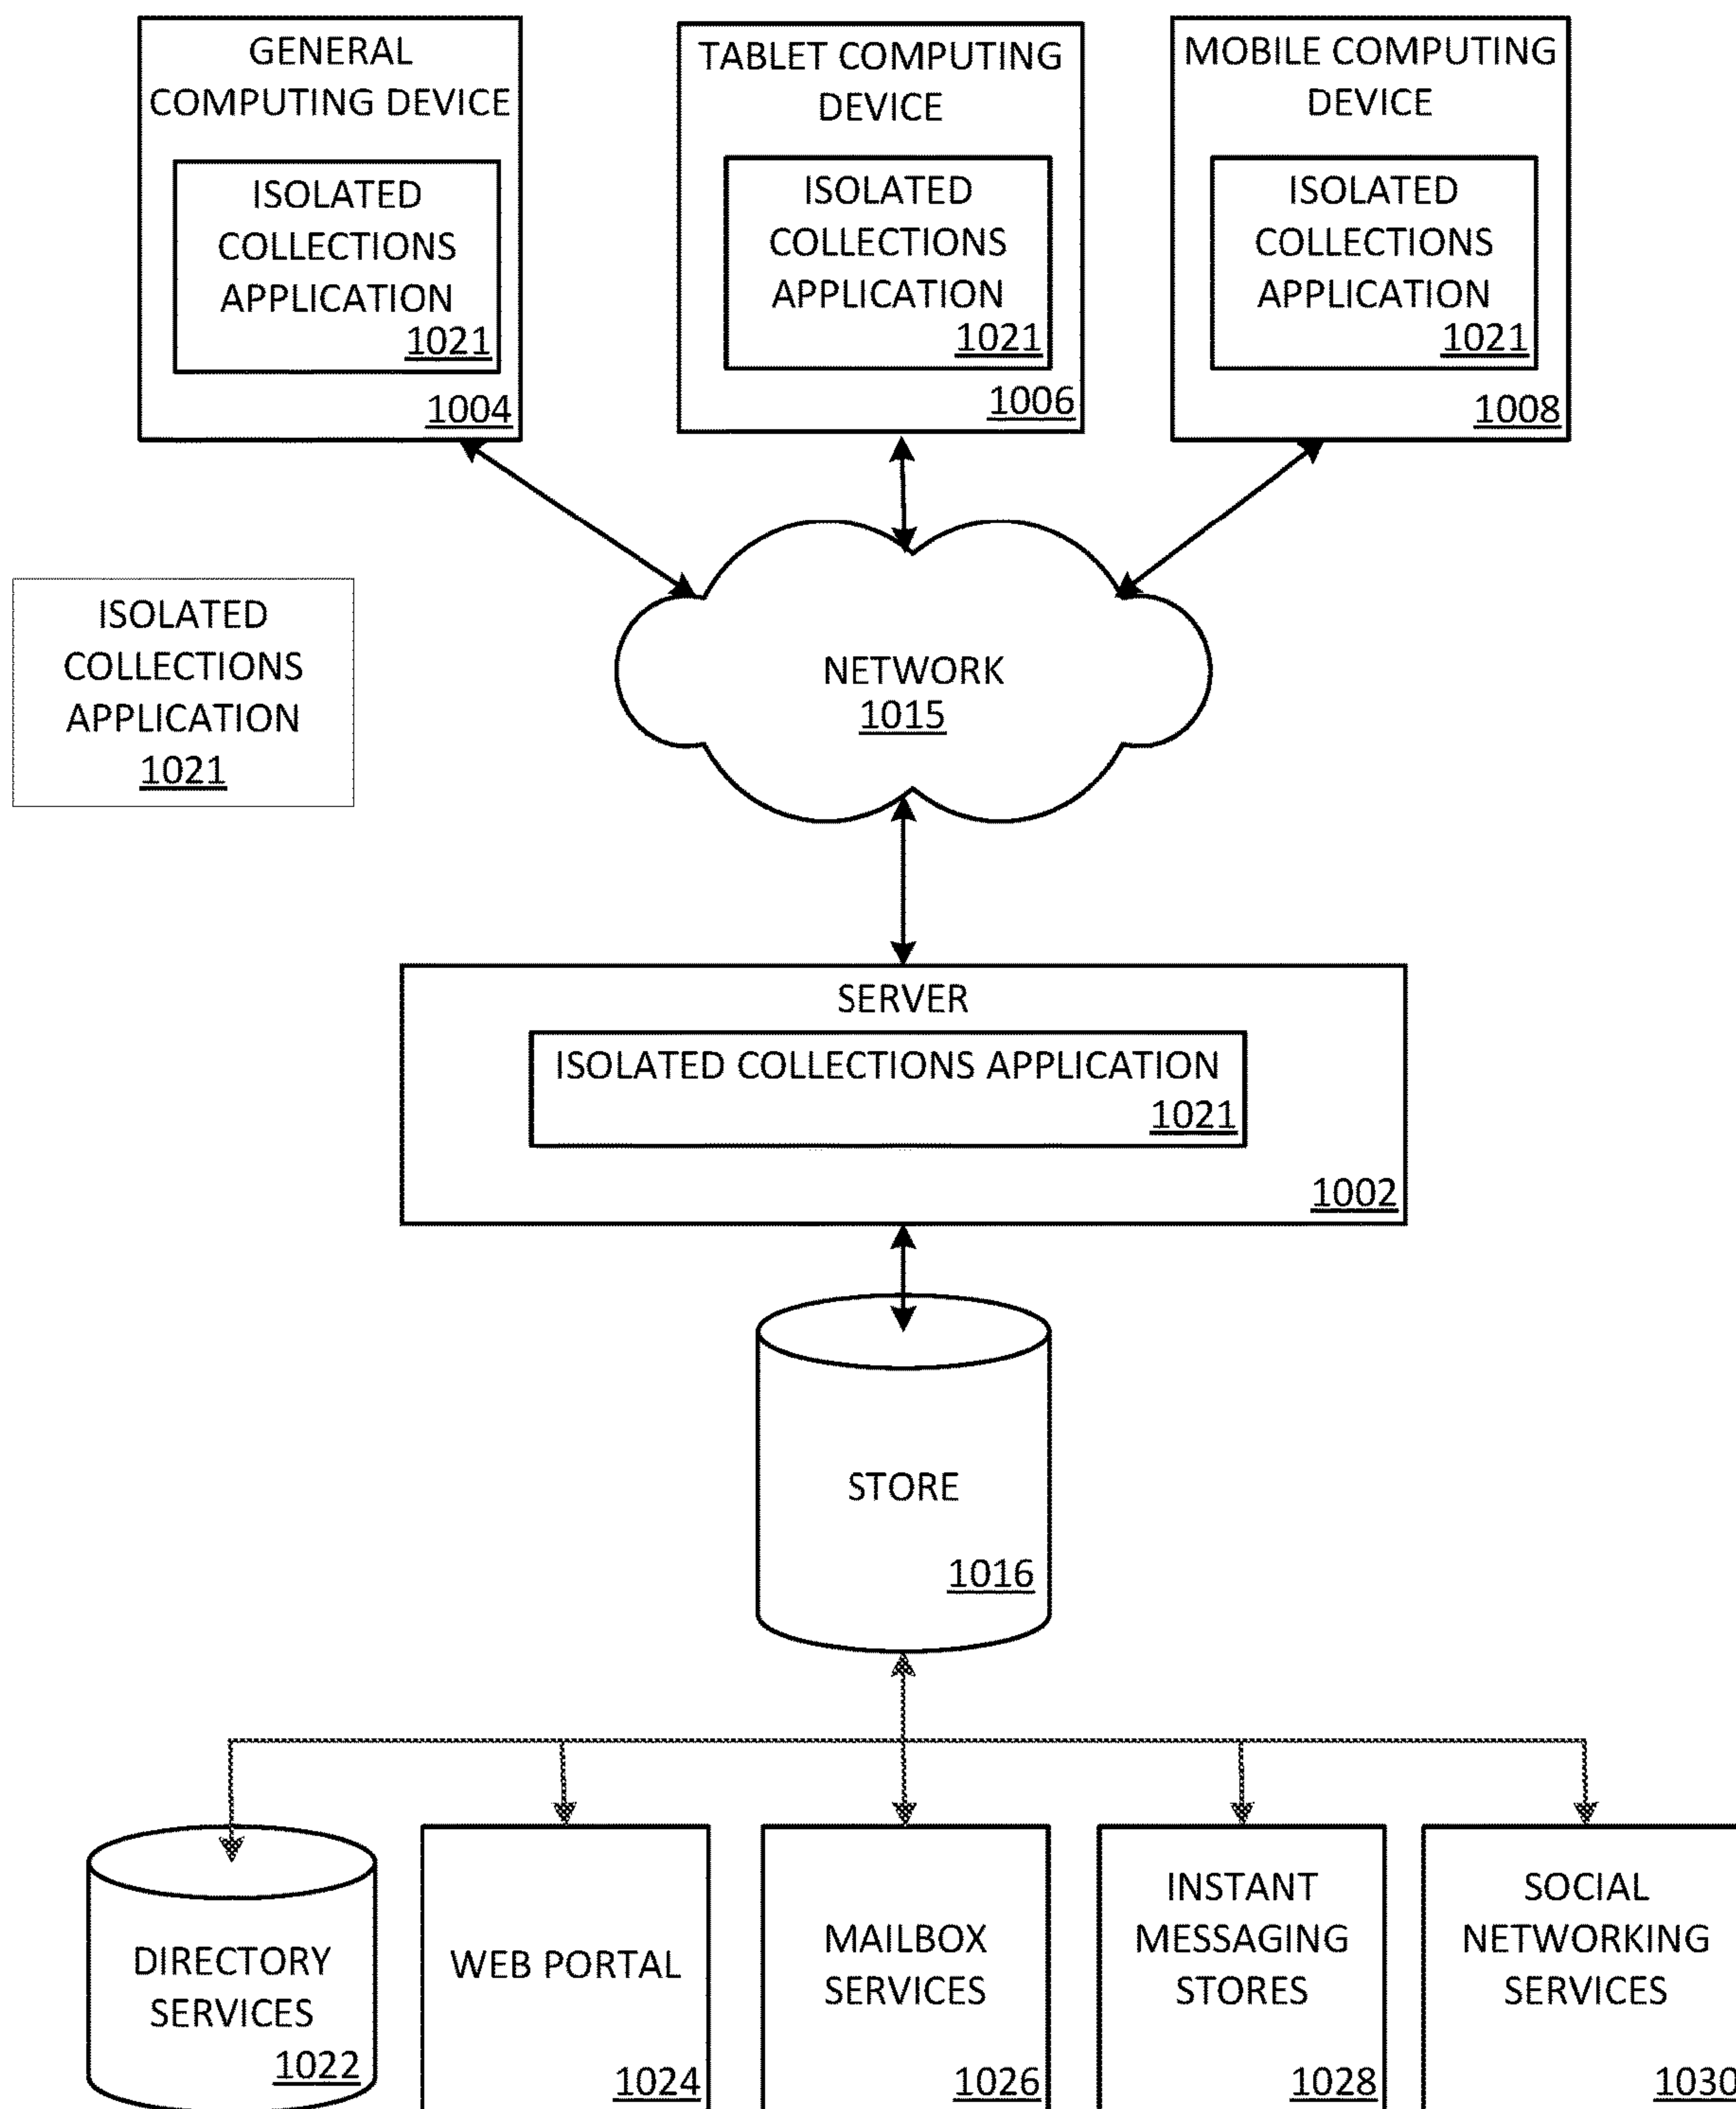 GENERAL
COMPUTING DEVICE
ISOLATED
COLLECTIONS
APPLICATION
1021
1004
TABLET COMPUTING
DEVICE
ISOLATED
COLLECTIONS
APPLICATION
1021
1006
MOBILE COMPUTING
DEVICE
ISOLATED
COLLECTIONS
APPLICATION
1021
1008
ISOLATED
COLLECTIONS
APPLICATION
1021
NETWORK
1015
SERVER
ISOLATED COLLECTIONS APPLICATION
1021
1002
STORE
1016
DIRECTORY
SERVICES
1022
WEB PORTAL
1024
MAILBOX
SERVICES
1026
INSTANT
MESSAGING
STORES
1028
SOCIAL
NETWORKING
SERVICES
1030